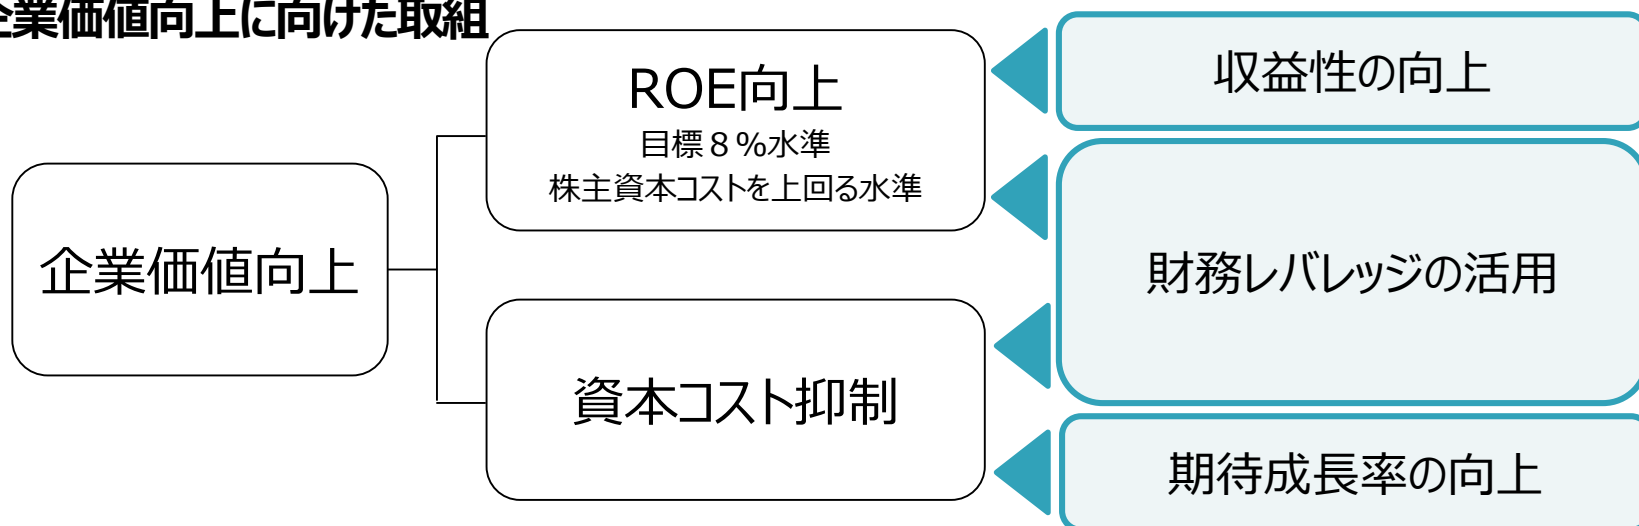 企業価値向上に向けた取組
ROE向上
目標８%水準
株主資本コストを上回る水準
企業価値向上
資本コスト抑制
収益性の向上
財務レバレッジの活用
期待成長率の向上